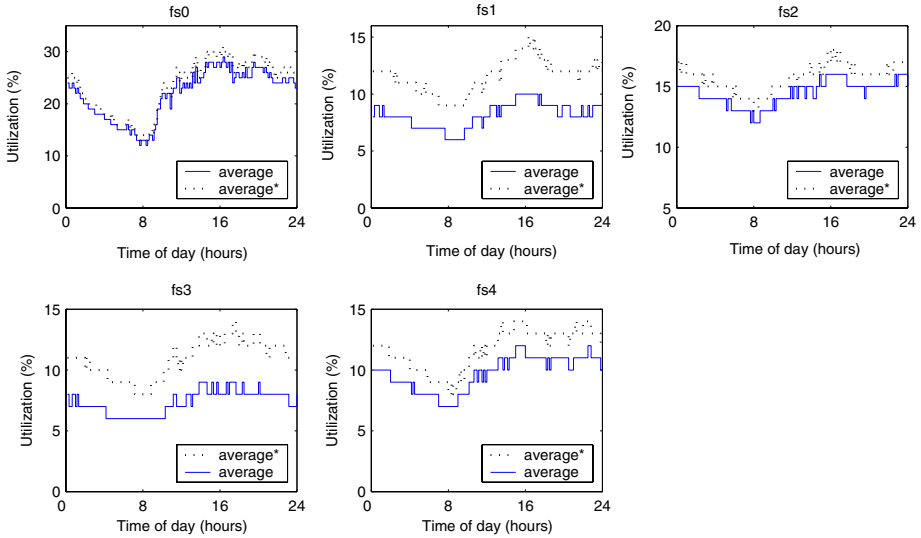 fs0
Utilization (%)
30
20
10
0
average
average*
0 8 16 24
Time of day (hours)
fs1
Utilization (%)
15
10
5
0
average
average*
0 8 16 24
Time of day (hours)
fs2
Utilization (%)
20
15
10
5
average
average*
0 8 16 24
Time of day (hours)
fs3
Utilization (%)
15
10
5
0
average*
average
0 8 16 24
Time of day (hours)
fs4
Utilization (%)
15
10
5
0
average*
average
0 8 16 24
Time of day (hours)